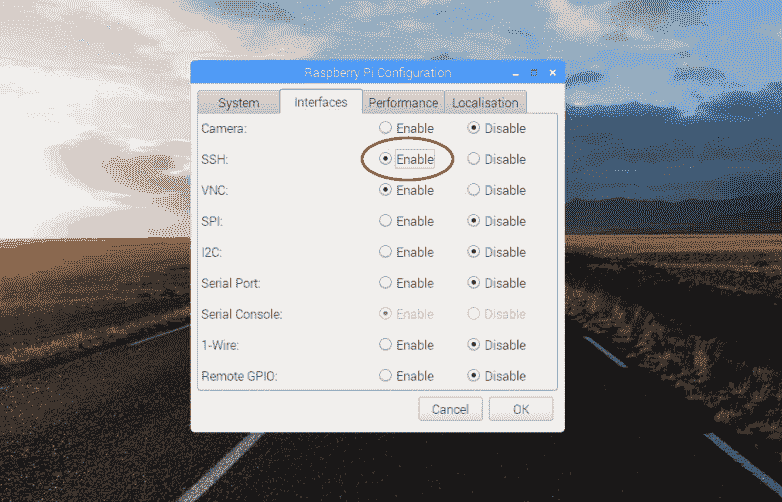 Raspberry Pi Configuration
System Interfaces Performance Localisation
Camera: Enable Disable
SSH: Enable Disable
VNC: Enable Disable
SPI: Enable Disable
I2C: Enable Disable
Serial Port: Enable Disable
Serial Console: Enable Disable
1-Wire: Enable Disable
Remote GPIO: Enable Disable
Cancel OK